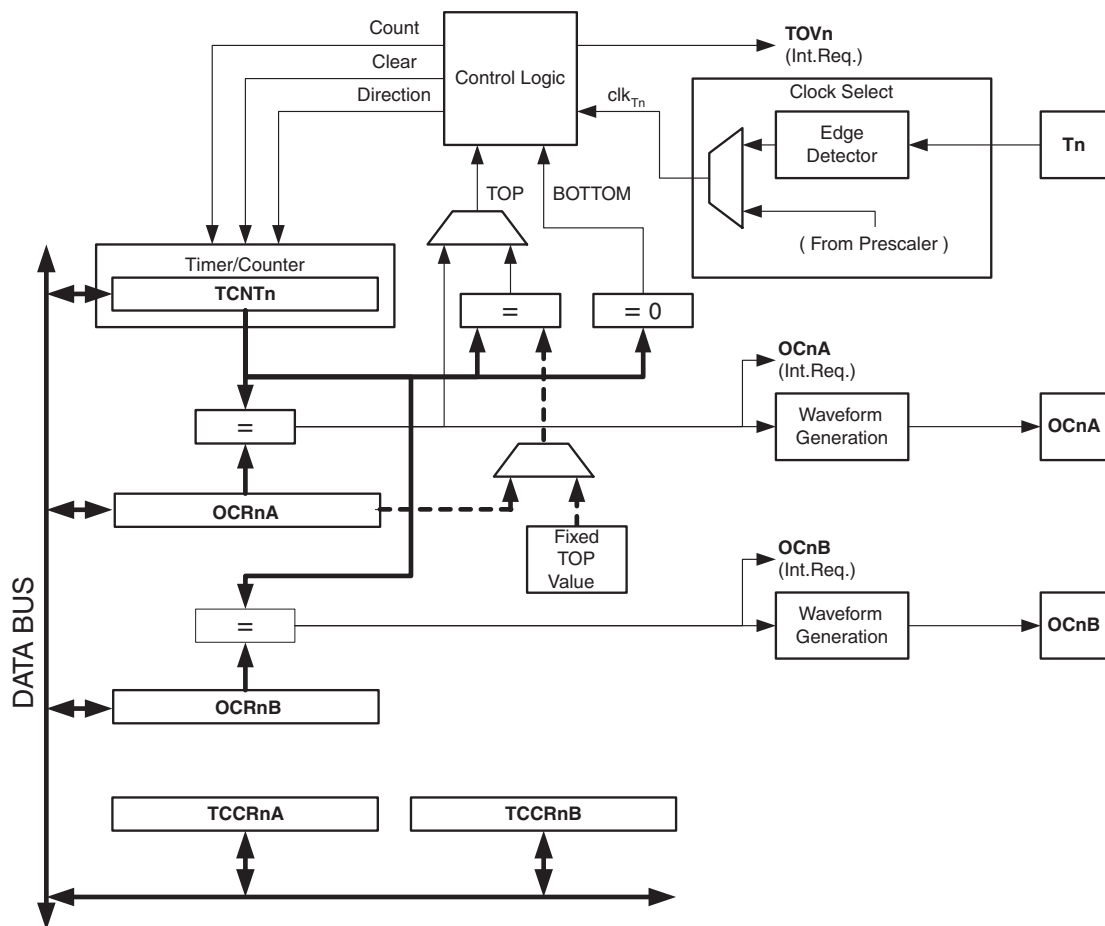 Count
Clear
Direction
Control Logic
TOVn
(Int.Req.)
clkTn
Clock Select
Edge
Detector
Tn
( From Prescaler )
TOP
BOTTOM
Timer/Counter
TCNTn
=
= 0
OCnA
(Int.Req.)
=
Waveform
Generation
OCnA
OCRnA
Fixed
TOP
Value
OCnB
(Int.Req.)
=
Waveform
Generation
OCnB
OCRnB
DATA BUS
TCCRnA
TCCRnB